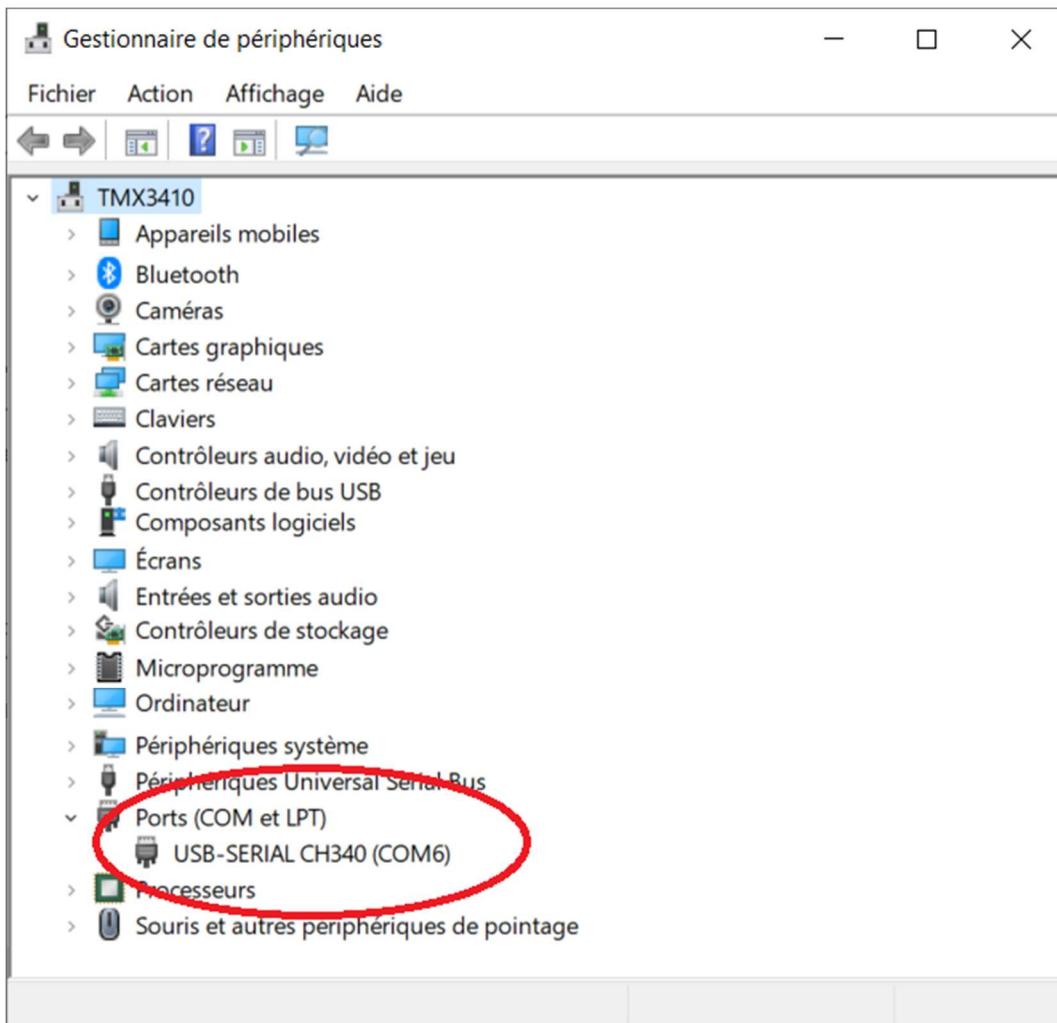 Gestionnaire de périphériques
Fichier Action Affichage Aide
TMX3410
Appareils mobiles
Bluetooth
Caméras
Cartes graphiques
Cartes réseau
Claviers
Contrôleurs audio, vidéo et jeu
Contrôleurs de bus USB
Composants logiciels
Écrans
Entrées et sorties audio
Contrôleurs de stockage
Microprogramme
Ordinateur
Périphériques système
Périphériques Universal Serial Bus
Ports (COM et LPT)
USB-SERIAL CH340 (COM6)
Processeurs
Souris et autres périphériques de pointage